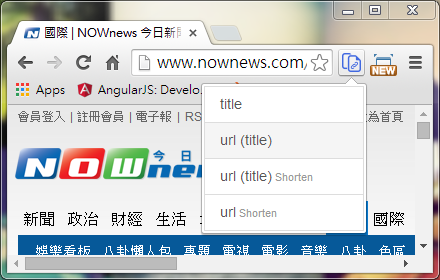 國際 | NOWnews 今日新聞
www.nownews.com/
NEW
Apps AngularJS: Develo
會員登入 | 註冊會員 | 電子報 | RSS 為首頁
title
url (title)
url (title) Shorten
url Shorten
NOWnews 今日
新聞 政治 財經 生活 國際
娛樂看板 八卦懶人包 專題 電視 電影 音樂 八卦 色區